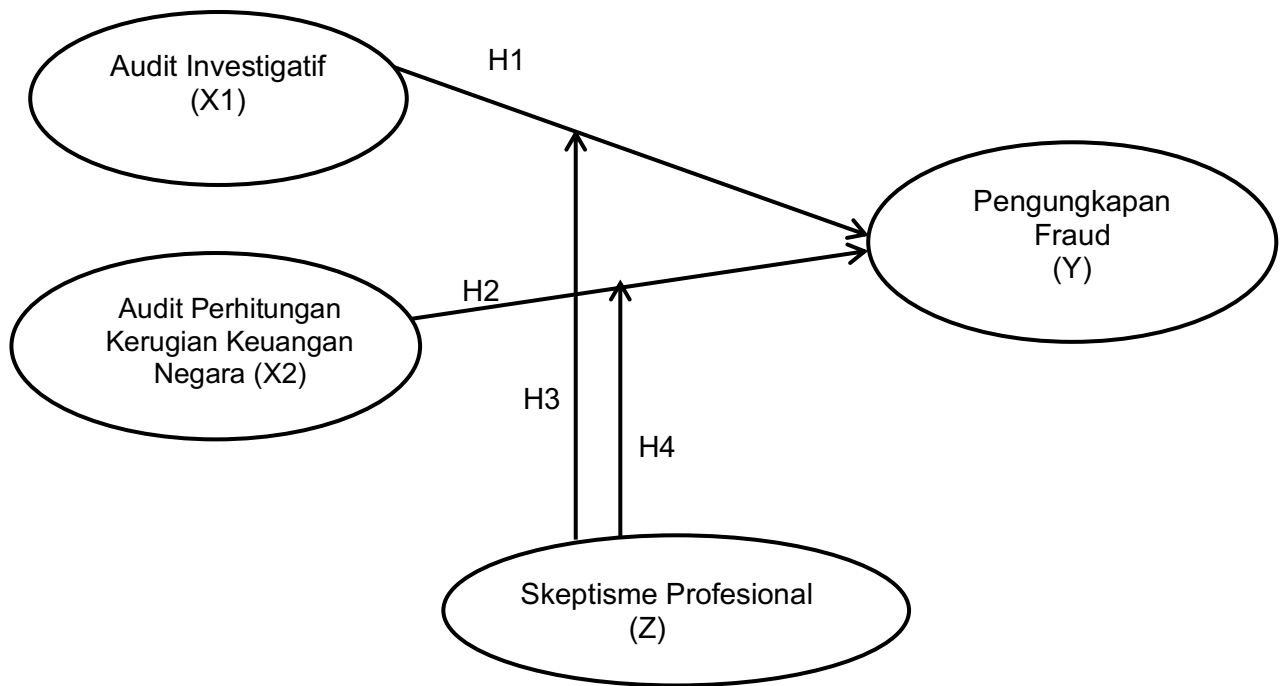 Audit Investigatif
(X1)
H1
Pengungkapan
Fraud
(Y)
H2
Audit Perhitungan
Kerugian Keuangan
Negara (X2)
H3
H4
Skeptisme Profesional
(Z)